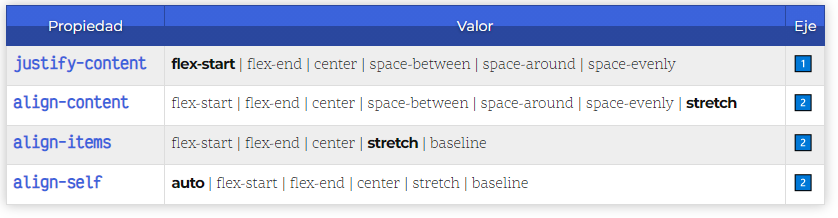 Propiedad Valor Eje
justify-content flex-start | flex-end | center | space-between | space-around | space-evenly 1
align-content flex-start | flex-end | center | space-between | space-around | space-evenly | stretch 2
align-items flex-start | flex-end | center | stretch | baseline 2
align-self auto | flex-start | flex-end | center | stretch | baseline 2